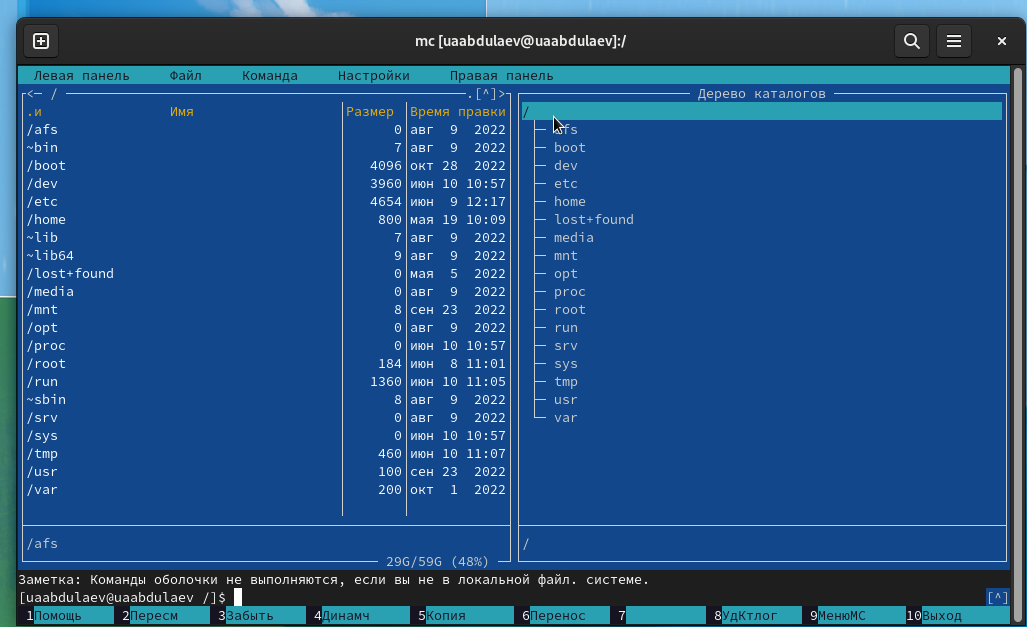 mc [uaabdulaev@uaabdulaev]:/
Левая панель Файл Команда Настройки Правая панель
<─ / .[^]> Дерево каталогов
.и Имя Размер Время правки /
/afs 0 авг 9 2022 afs
~bin 7 авг 9 2022 boot
/boot 4096 окт 28 2022 dev
/dev 3960 июн 10 10:57 etc
/etc 4654 июн 9 12:17 home
/home 800 мая 19 10:09 lost+found
~lib 7 авг 9 2022 media
~lib64 9 авг 9 2022 mnt
/lost+found 0 мая 5 2022 opt
/media 0 авг 9 2022 proc
/mnt 8 сен 23 2022 root
/opt 0 авг 9 2022 run
/proc 0 июн 10 10:57 srv
/root 184 июн 8 11:01 sys
/run 1360 июн 10 11:05 tmp
~sbin 8 авг 9 2022 usr
/srv 0 авг 9 2022 var
/sys 0 июн 10 10:57
/tmp 460 июн 10 11:07
/usr 100 сен 23 2022
/var 200 окт 1 2022
/afs /
29G/59G (48%)
Заметка: Команды оболочки не выполняются, если вы не в локальной файл. системе.
[uaabdulaev@uaabdulaev /]$ [^]
1Помощь 2Пересм 3Забыть 4Динамч 5Копия 6Перенос 7 8УдКтлог 9МенюМС 10Выход